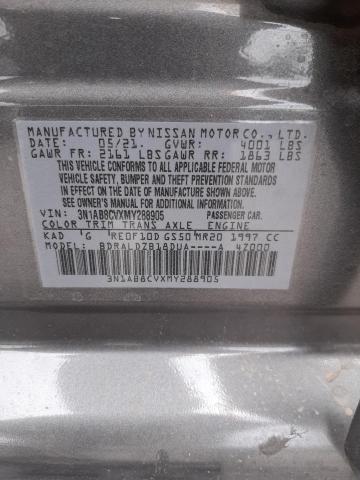 MANUFACTURED BY NISSAN MOTOR CO., LTD.
DATE: 05/21. GVWR: 4001 LBS
GAWR FR: 2161 LBS GAWR RR: 1863 LBS
THIS VEHICLE CONFORMS TO ALL APPLICABLE FEDERAL MOTOR
VEHICLE SAFETY, BUMPER AND THEFT PREVENTION STANDARDS
IN EFFECT ON THE DATE OF MANUFACTURE SHOWN ABOVE.
SEE OWNER'S MANUAL OR
ADDITIONAL INFORMATION.
VIN: 3N1AB8CVXMY288905 PASSENGER CAR.
COLOR TRIM TRANS AXLE ENGINE
KAD 'G 'RE0F10D GS50'MR20 1997 CC
MODEL: BDRALDZB18DUA----A 4Z000
3N1AB8CVXMY288905